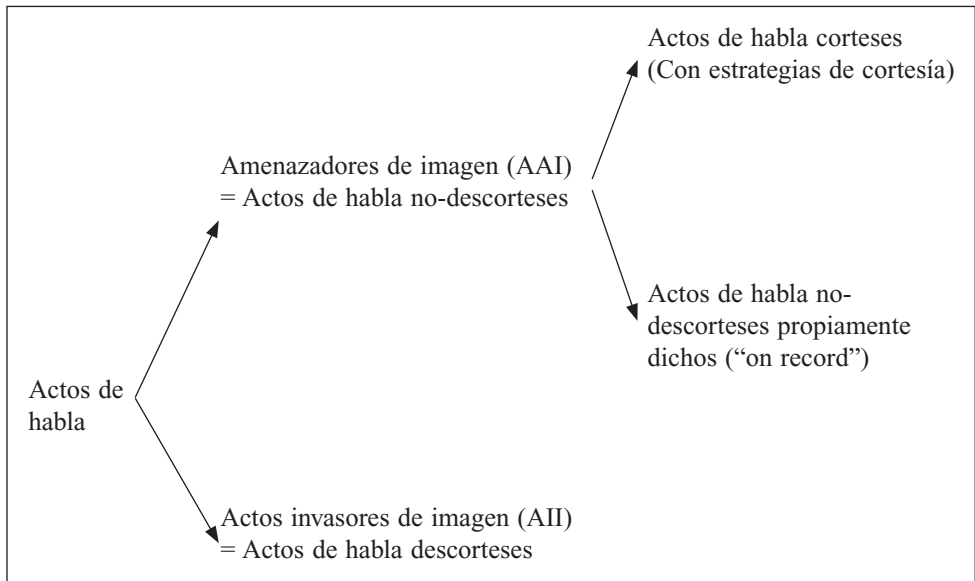 Actos de habla corteses
(Con estrategias de cortesía)
Amenazadores de imagen (AAI)
= Actos de habla no-descorteses
Actos de habla no-
descorteses propiamente
dichos (“on record”)
Actos de
habla
Actos invasores de imagen (AII)
= Actos de habla descorteses